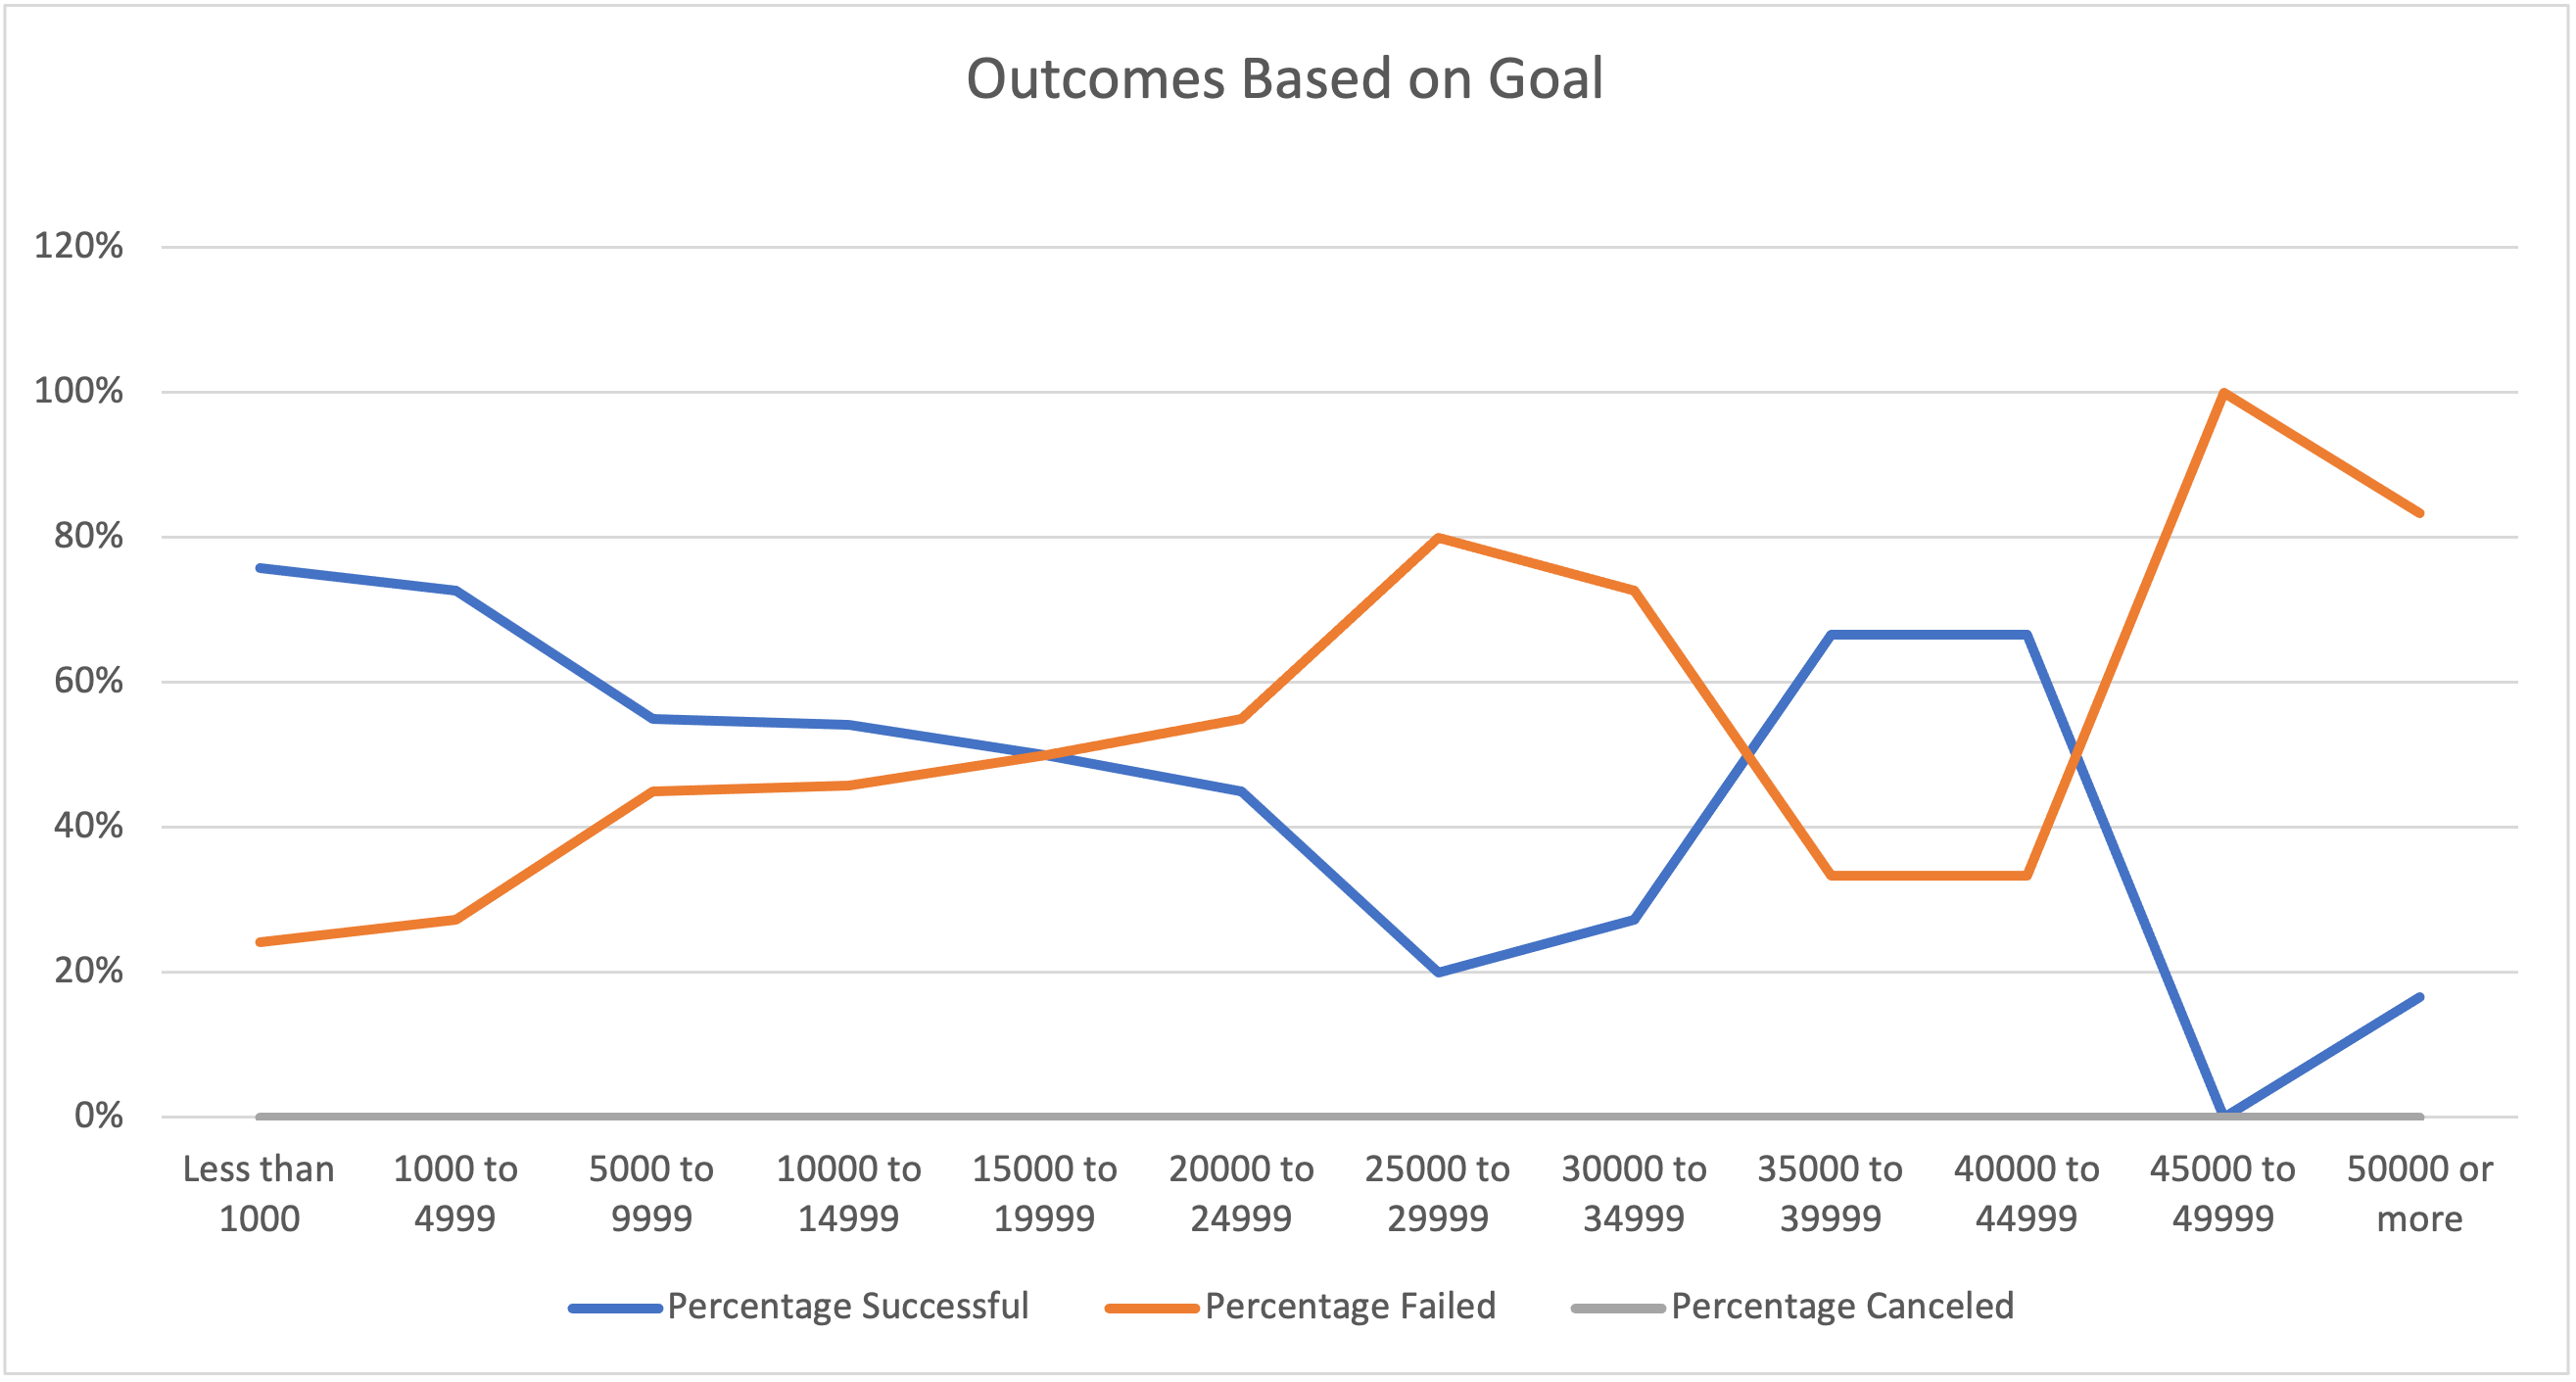 Outcomes Based on Goal
120%
100%
80%
60%
40%
20%
0%
Less than 1000
1000 to 4999
5000 to 9999
10000 to 14999
15000 to 19999
20000 to 24999
25000 to 29999
30000 to 34999
35000 to 39999
40000 to 44999
45000 to 49999
50000 or more
Percentage Successful
Percentage Failed
Percentage Canceled